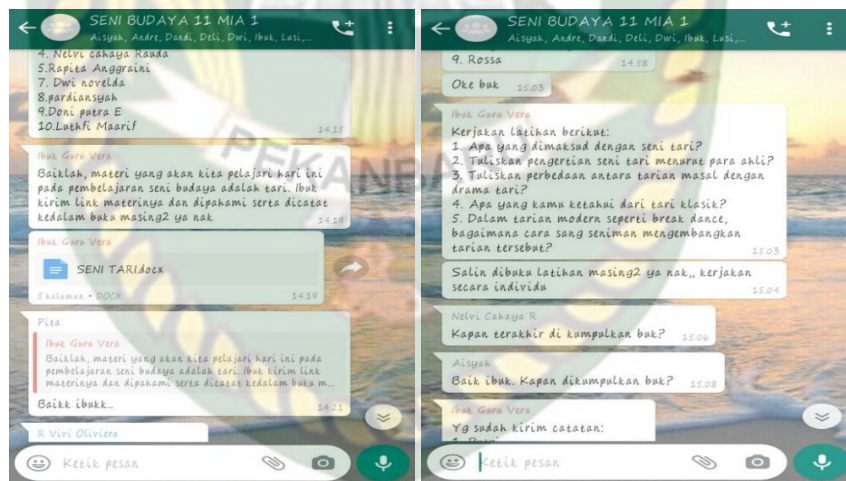 SENI BUDAYA 11 MIA 1
Aisyah, Andre, Dandi, Deli, Dwi, Ibuk, Lusi,...
4. Nelvi cahaya Rauda
5.Rapita Anggraini
7. Dwi novelda
8.pardiansyah
9.Doni putra E
10.Luthfi Maarif
14.15
Ibuk Guru Vera
Baiklah, materi yang akan kita pelajari hari ini
pada pembelajaran seni budaya adalah tari. Ibuk
kirim link materinya dan dipahami serta dicatat
kedalam buku masing2 ya nak
14.19
Ibuk Guru Vera
SENI TARI.docx
5 halaman • DOCX
14.19
Pita
Ibuk Guru Vera
Baiklah, materi yang akan kita pelajari hari ini pada
pembelajaran seni budaya adalah tari. Ibuk kirim link
materinya dan dipahami serta dicatat kedalam buku m...
Baikk ibukk..
14.21
R Vivi Oliviera
Ketik pesan
SENI BUDAYA 11 MIA 1
Aisyah, Andre, Dandi, Deli, Dwi, Ibuk, Lusi,...
9. Rossa
14.58
Oke buk 15.03
Ibuk Guru Vera
Kerjakan latihan berikut:
1. Apa yang dimaksud dengan seni tari?
2. Tuliskan pengertian seni tari menurut para ahli?
3. Tuliskan perbedaan antara tarian masal dengan
drama tari?
4. Apa yang kamu ketahui dari tari klasik?
5. Dalam tarian modern seperti break dance,
bagaimana cara sang seniman mengembangkan
tarian tersebut?
15.03
Salin dibuku latihan masing2 ya nak,, kerjakan
secara individu
15.04
Nelvi Cahaya R
Kapan terakhir di kumpulkan buk? 15.06
Aisyah
Baik ibuk. Kapan dikumpulkan buk? 15.08
Ibuk Guru Vera
Yg sudah kirim catatan:
Ketik pesan
PEKANBARU